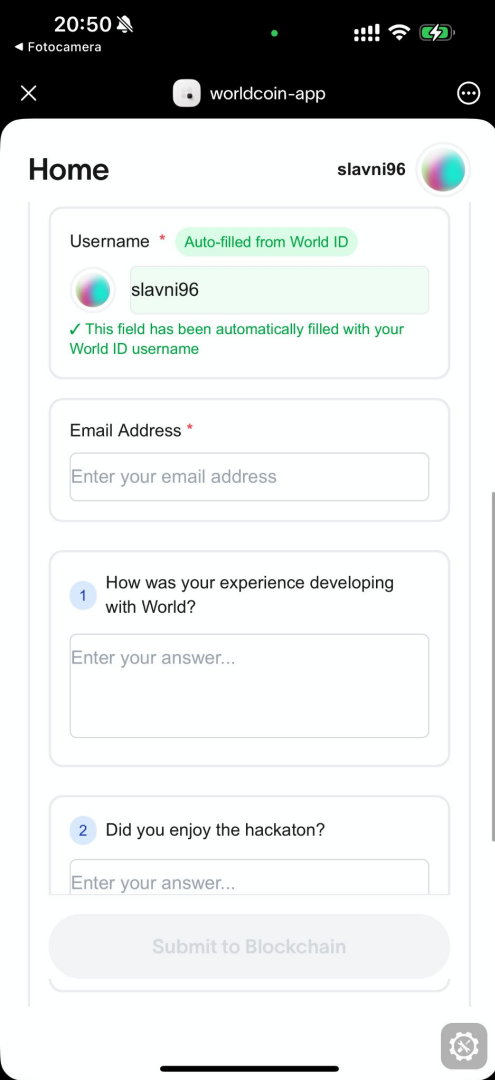 20:50
◀ Fotocamera
worldcoin-app
Home
slavni96
Username * Auto-filled from World ID
slavni96
✓ This field has been automatically filled with your
World ID username
Email Address *
Enter your email address
1 How was your experience developing
with World?
Enter your answer...
2 Did you enjoy the hackaton?
Enter your answer...
Submit to Blockchain